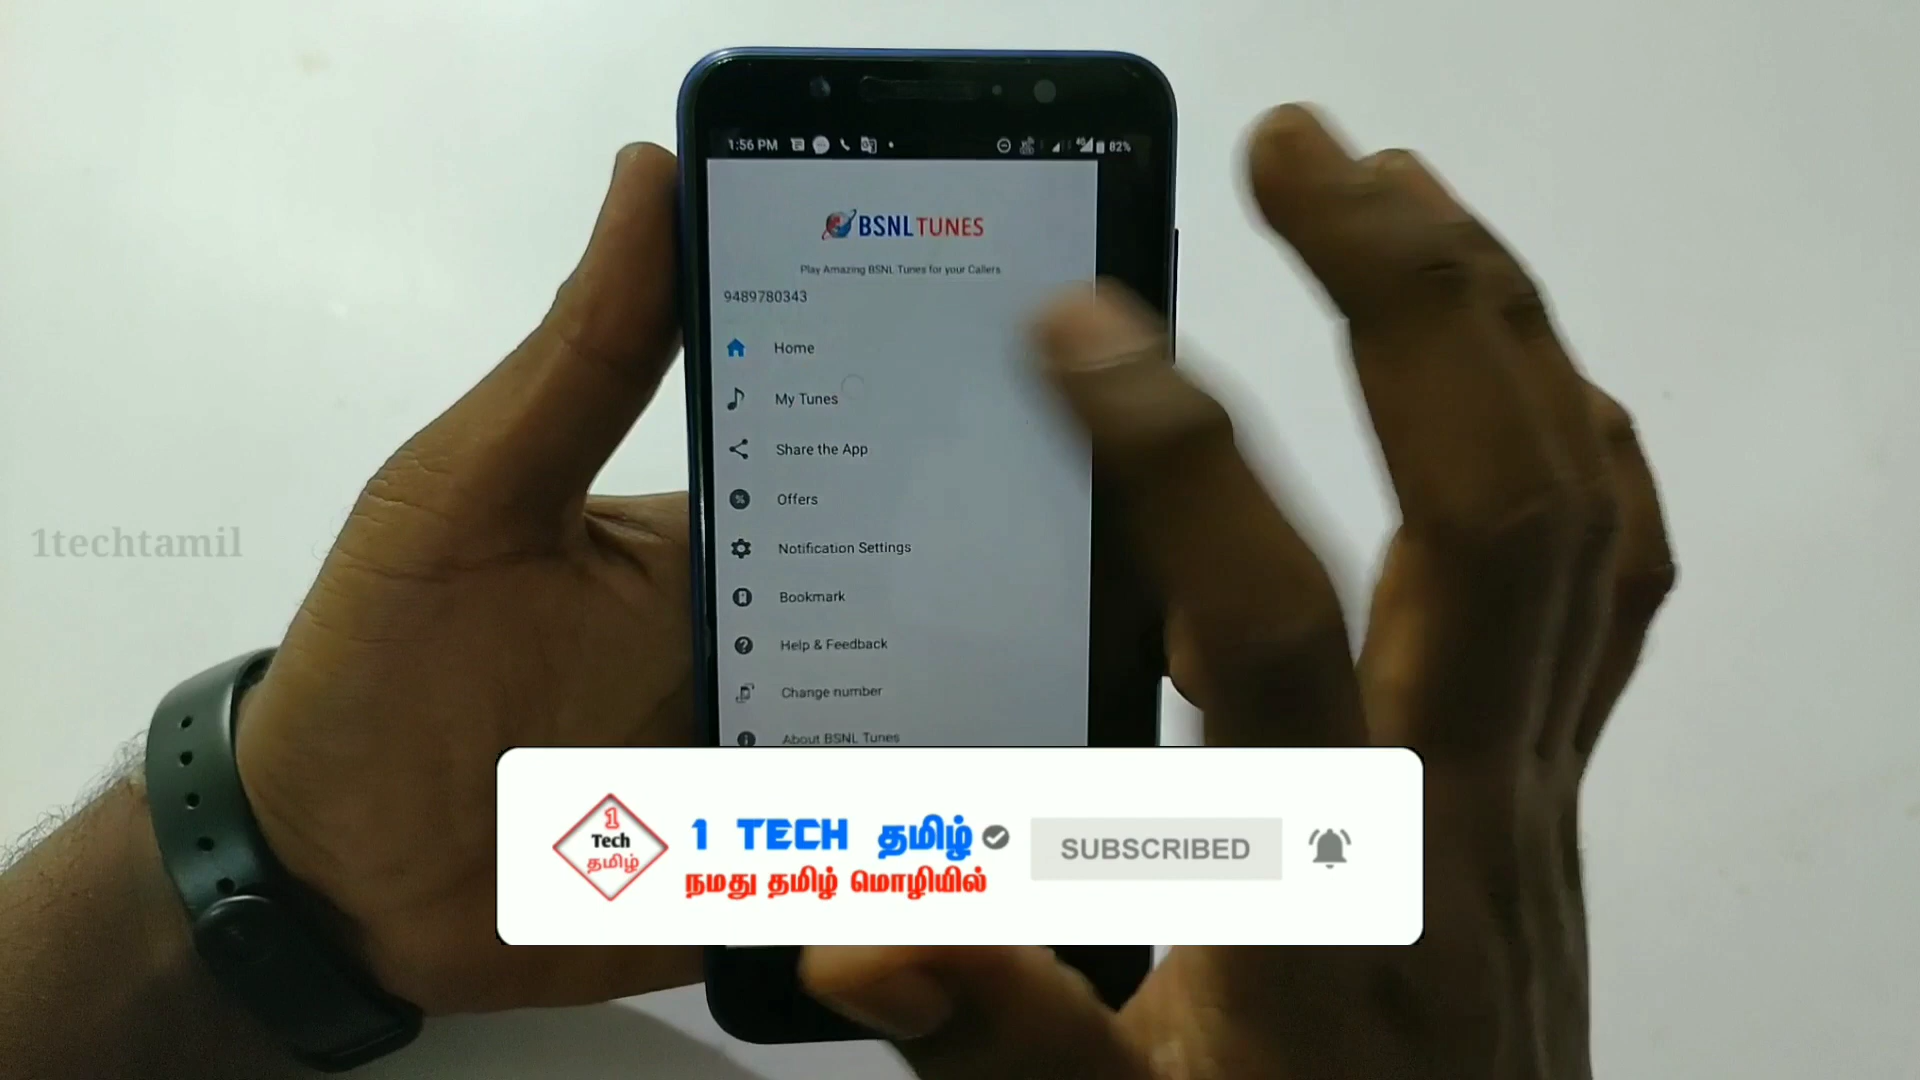 1:56 PM
82%
BSNL TUNES
Play Amazing BSNL Tunes for your Callers
9489780343
Home
My Tunes
Share the App
Offers
Notification Settings
Bookmark
Help & Feedback
Change number
About BSNL Tunes
1techtamil
1
Tech
தமிழ்
1 TECH தமிழ்
நமது தமிழ் மொழியில்
SUBSCRIBED